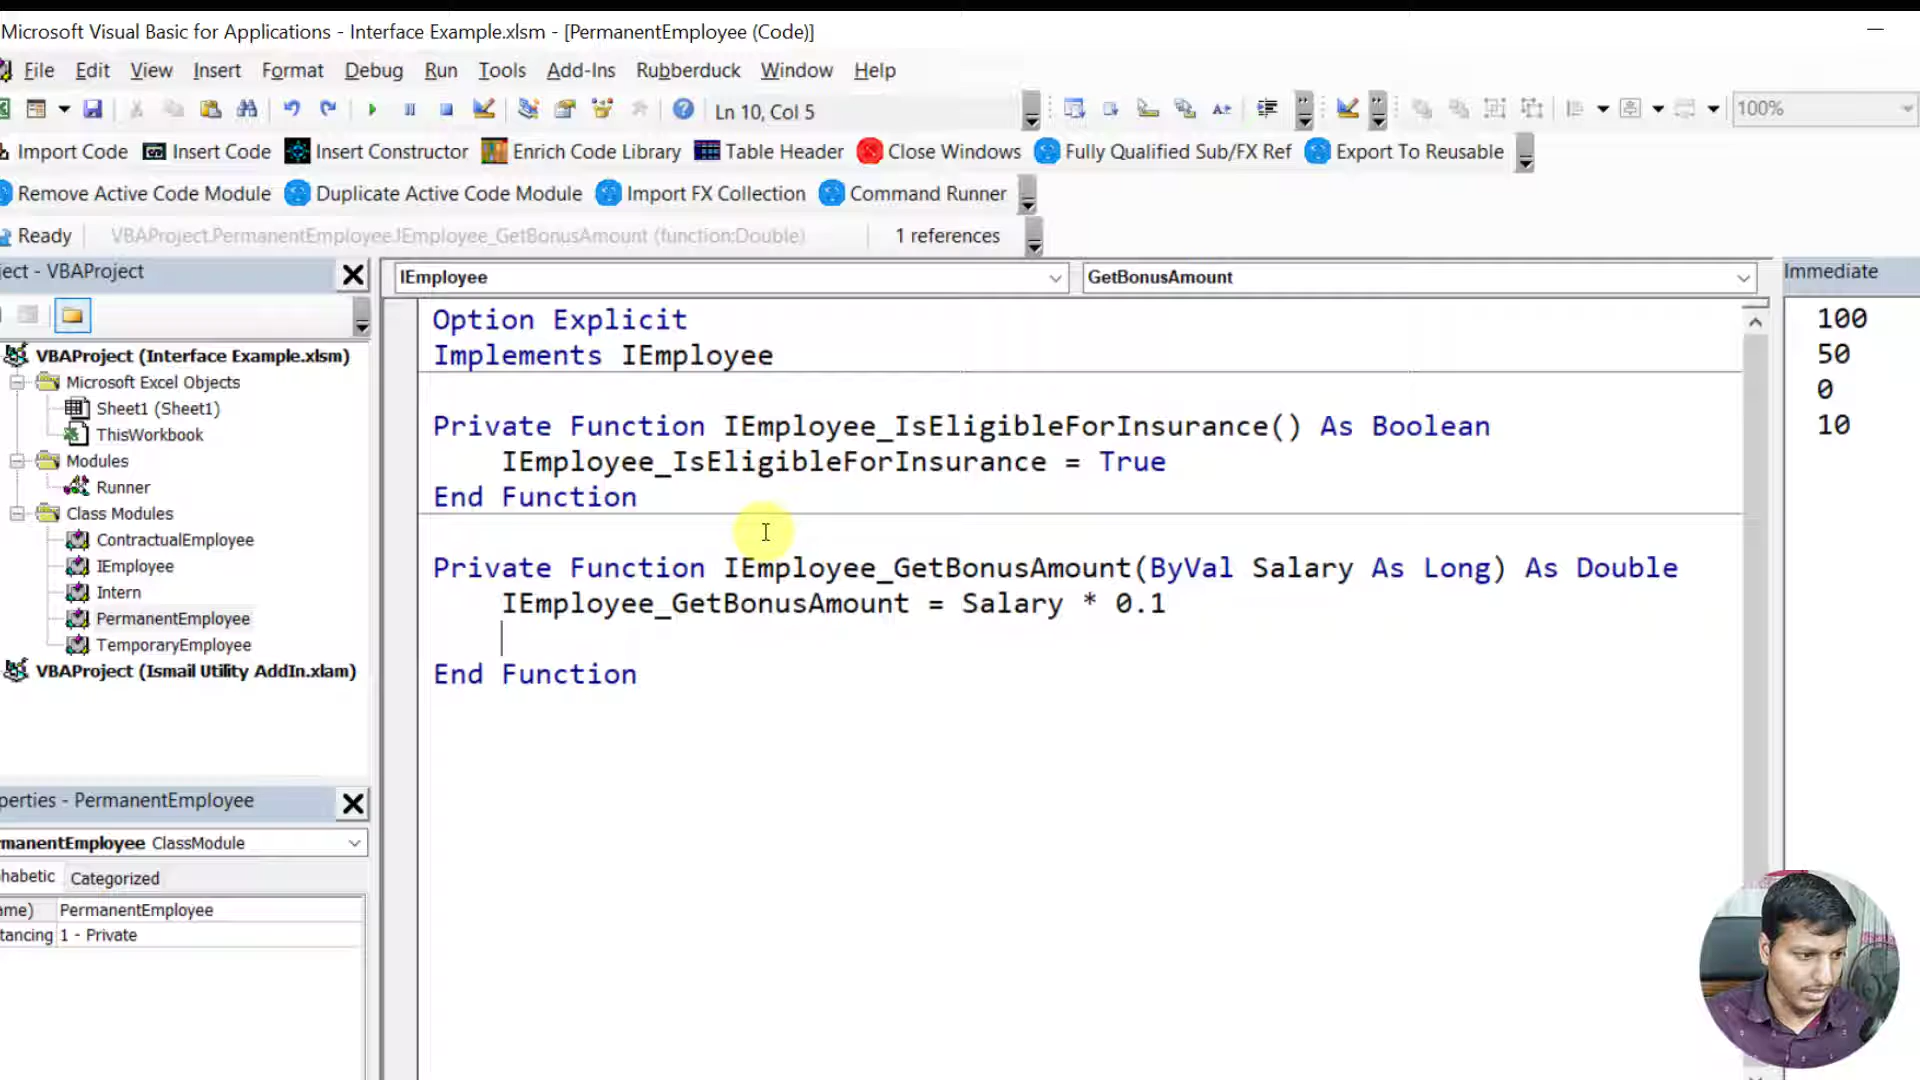 Microsoft Visual Basic for Applications - Interface Example.xlsm - [PermanentEmployee (Code)]
File Edit View Insert Format Debug Run Tools Add-Ins Rubberduck Window Help
Ln 10, Col 5
100%
Import Code Insert Code Insert Constructor Enrich Code Library Table Header Close Windows Fully Qualified Sub/FX Ref Export To Reusable
Remove Active Code Module Duplicate Active Code Module Import FX Collection Command Runner
Ready VBAProject.PermanentEmployee.IEmployee_GetBonusAmount (function:Double) 1 references
ject - VBAProject
VBAProject (Interface Example.xlsm)
Microsoft Excel Objects
Sheet1 (Sheet1)
ThisWorkbook
Modules
Runner
Class Modules
ContractualEmployee
IEmployee
Intern
PermanentEmployee
TemporaryEmployee
VBAProject (Ismail Utility AddIn.xlam)
perties - PermanentEmployee
rmanentEmployee ClassModule
habetic Categorized
ame) PermanentEmployee
tancing 1 - Private
IEmployee GetBonusAmount
Option Explicit
Implements IEmployee
Private Function IEmployee_IsEligibleForInsurance() As Boolean
IEmployee_IsEligibleForInsurance = True
End Function
Private Function IEmployee_GetBonusAmount(ByVal Salary As Long) As Double
IEmployee_GetBonusAmount = Salary * 0.1
End Function
Immediate
100
50
0
10